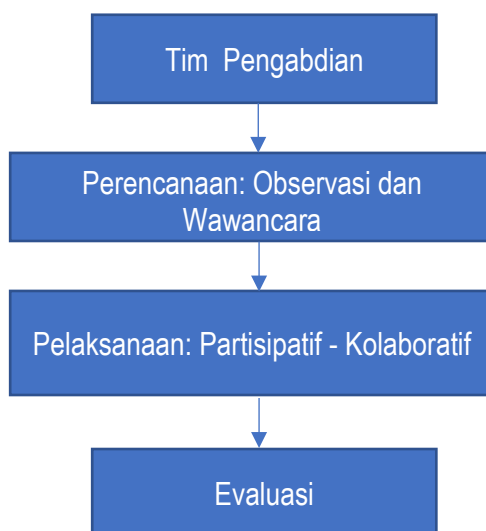 Tim  Pengabdian
Perencanaan: Observasi dan
Wawancara
Pelaksanaan: Partisipatif - Kolaboratif
Evaluasi